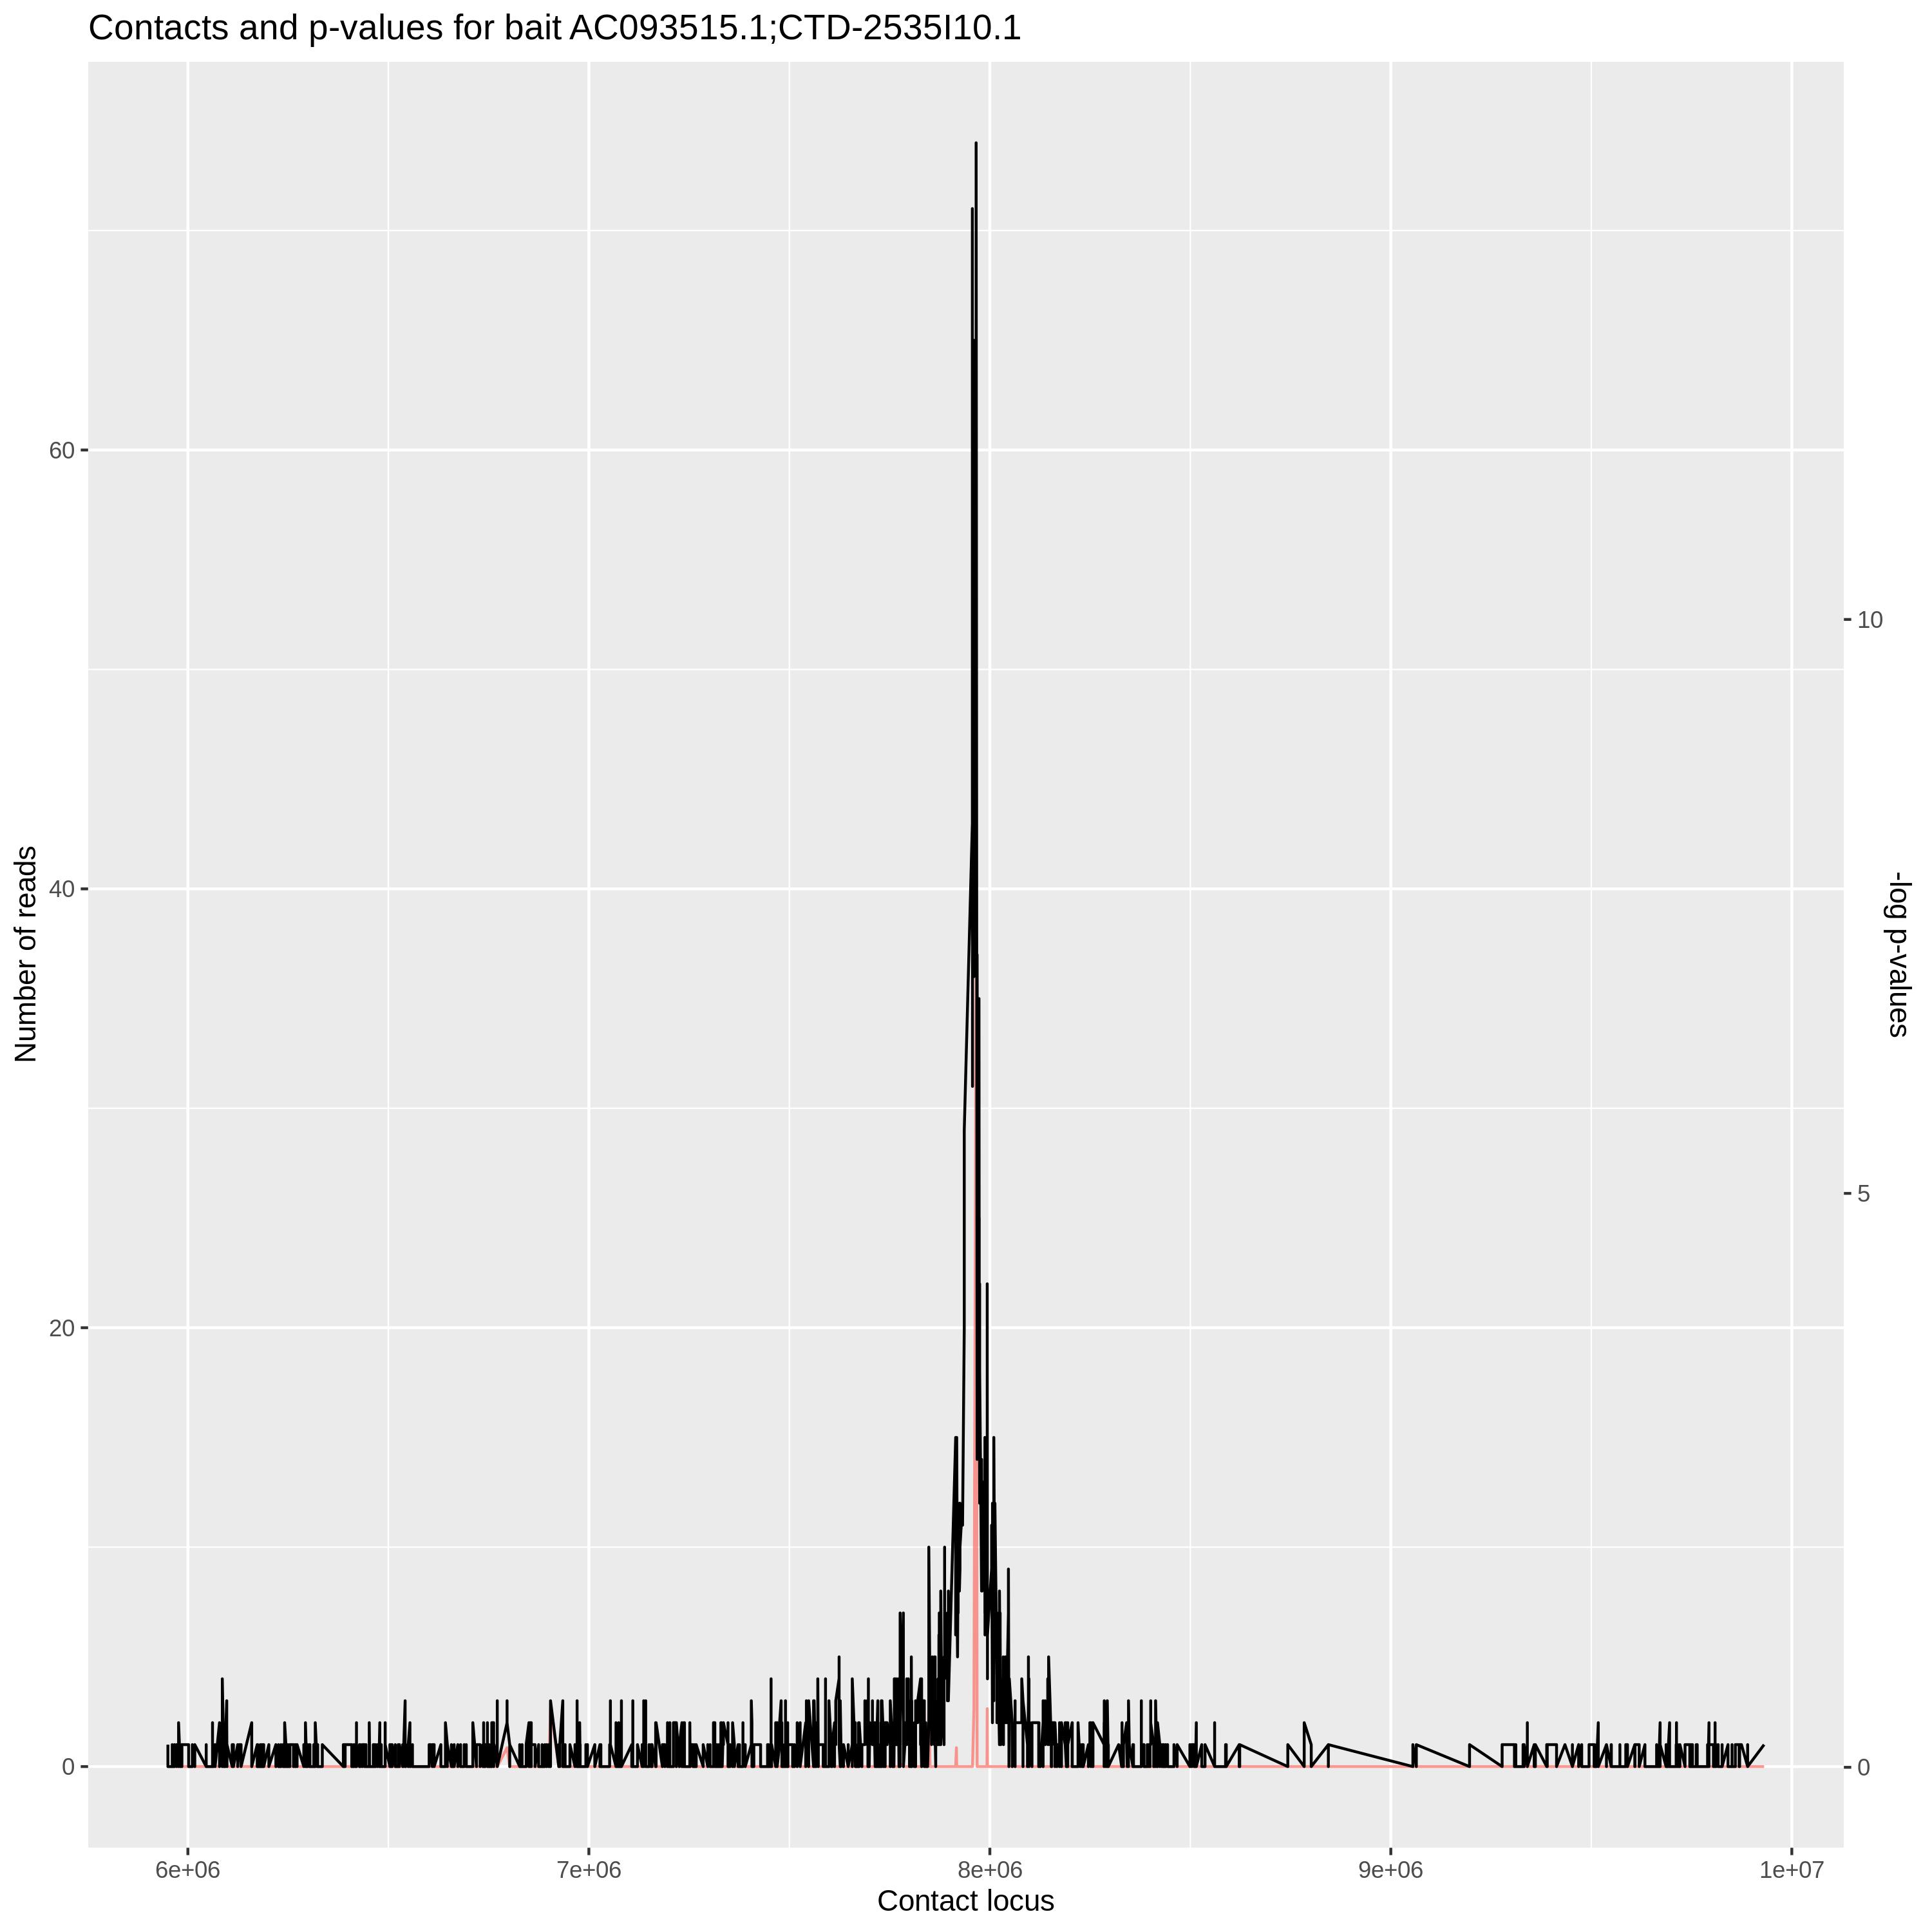 Contacts and p-values for bait AC093515.1;CTD-2535I10.1
Number of reads
60
40
20
0
10
5
0
-log p-values
6e+06
7e+06
8e+06
9e+06
1e+07
Contact locus